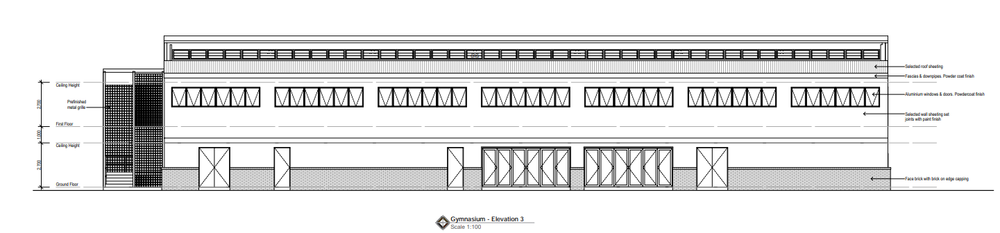 Selected roof sheeting
Fascias & downpipes. Powder coat finish
Ceiling Height
Aluminium windows & doors. Powdercoat finish
Prefinished
metal grille
2,700
Selected wall sheeting set
joints with paint finish
First Floor
1,000
Ceiling Height
2,700
Face brick with brick on edge capping
Ground Floor
Gymnasium - Elevation 3
Scale 1:100